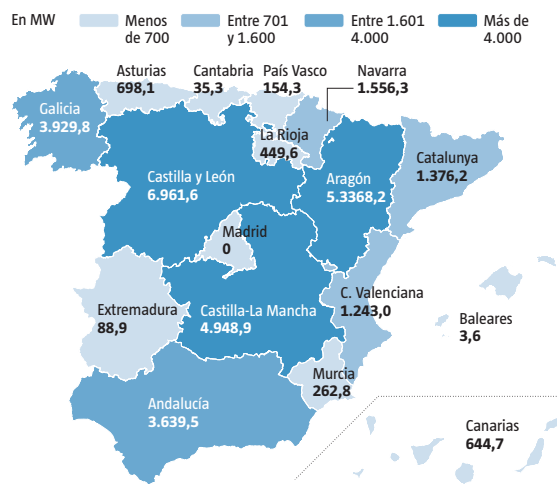 En MW
Menos
de 700
Entre 701
y 1.600
Entre 1.601
4.000
Más de
4.000
Asturias
698,1
Cantabria
35,3
País Vasco
154,3
Navarra
1.556,3
Galicia
3.929,8
La Rioja
449,6
Catalunya
1.376,2
Castilla y León
6.961,6
Aragón
5.3368,2
Madrid
0
Extremadura
88,9
Castilla-La Mancha
4.948,9
C. Valenciana
1.243,0
Baleares
3,6
Murcia
262,8
Andalucía
3.639,5
Canarias
644,7